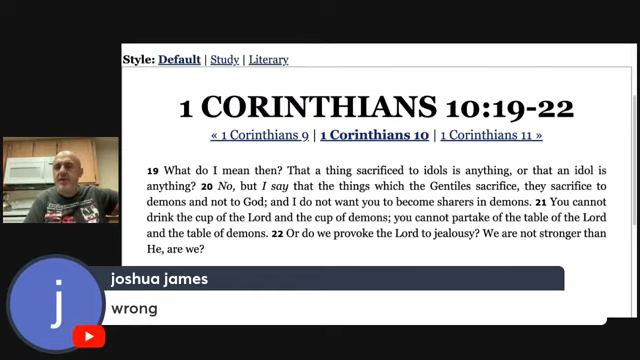 Style: Default | Study | Literary
1 CORINTHIANS 10:19-22
« 1 Corinthians 9 | 1 Corinthians 10 | 1 Corinthians 11 »
19 What do I mean then? That a thing sacrificed to idols is anything, or that an idol is
anything? 20 No, but I say that the things which the Gentiles sacrifice, they sacrifice to
demons and not to God; and I do not want you to become sharers in demons. 21 You cannot
drink the cup of the Lord and the cup of demons; you cannot partake of the table of the Lord
and the table of demons. 22 Or do we provoke the Lord to jealousy? We are not stronger than
He, are we?
j
joshua james
wrong